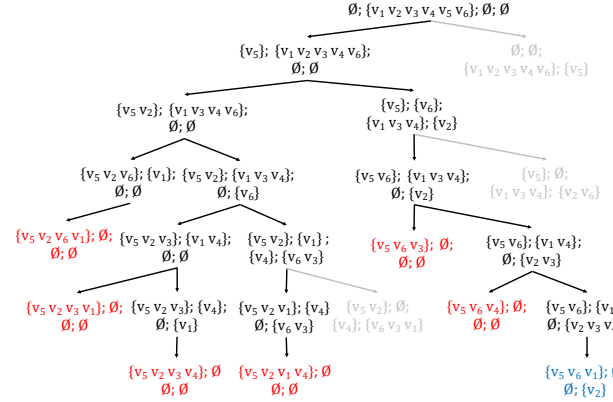 Ø; {v₁ v₂ v₃ v₄ v₅ v₆}; Ø; Ø
{v₅}; {v₁ v₂ v₃ v₄ v₆};
Ø; Ø
Ø; Ø;
{v₁ v₂ v₃ v₄ v₆}; {v₅}
{v₅ v₂}; {v₁ v₃ v₄ v₆};
Ø; Ø
{v₅}; {v₆};
{v₁ v₃ v₄}; {v₂}
{v₅ v₂ v₆}; {v₁};
Ø; Ø
{v₅ v₂}; {v₁ v₃ v₄};
Ø; {v₆}
{v₅ v₆}; {v₁ v₃ v₄};
Ø; {v₂}
{v₅}; Ø;
{v₁ v₃ v₄}; {v₂ v₆}
{v₅ v₂ v₆ v₁}; Ø;
Ø; Ø
{v₅ v₂ v₃}; {v₁ v₄};
Ø; Ø
{v₅ v₂}; {v₁};
{v₄}; {v₆ v₃}
{v₅ v₆ v₃}; Ø;
Ø; Ø
{v₅ v₆}; {v₁ v₄};
Ø; {v₂ v₃}
{v₅ v₂ v₃ v₁}; Ø;
Ø; Ø
{v₅ v₂ v₃}; {v₄};
Ø; {v₁}
{v₅ v₂ v₁}; {v₄}
Ø; {v₆ v₃}
{v₅ v₂}; Ø;
{v₄}; {v₆ v₃ v₁}
{v₅ v₆ v₄}; Ø;
Ø; Ø
{v₅ v₆}; {v₁
Ø; {v₂ v₃
{v₅ v₂ v₃ v₄}; Ø
Ø; Ø
{v₅ v₂ v₁ v₄}; Ø
Ø; Ø
{v₅ v₆ v₁};
Ø; {v₂}